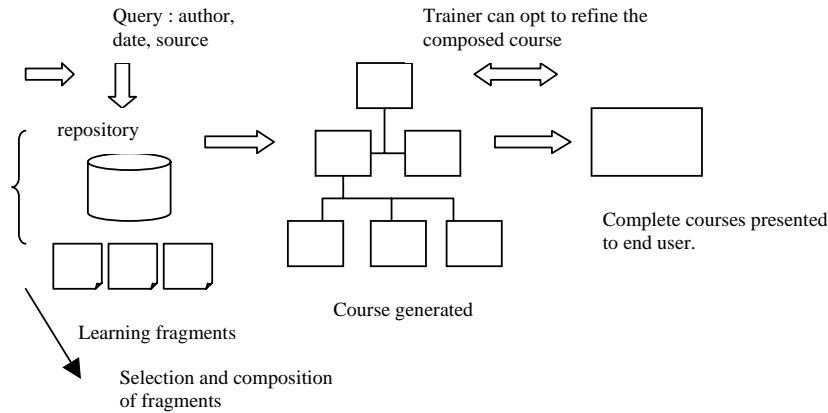 Query : author,
date, source
Trainer can opt to refine the
composed course
repository
Complete courses presented
to end user.
Course generated
Learning fragments
Selection and composition
of fragments